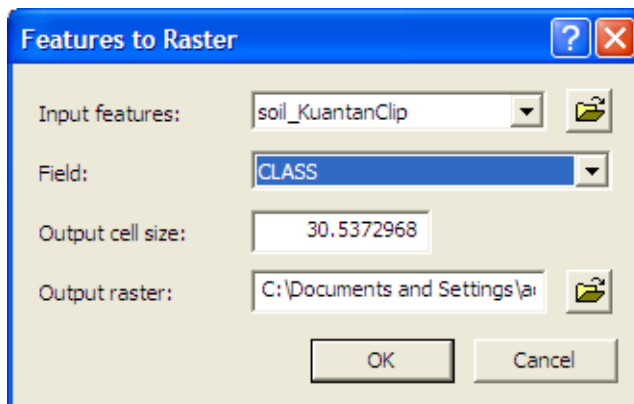 Features to Raster
Input features: soil_KuantanClip
Field: CLASS
Output cell size: 30.5372968
Output raster: C:\Documents and Settings\a
OK Cancel